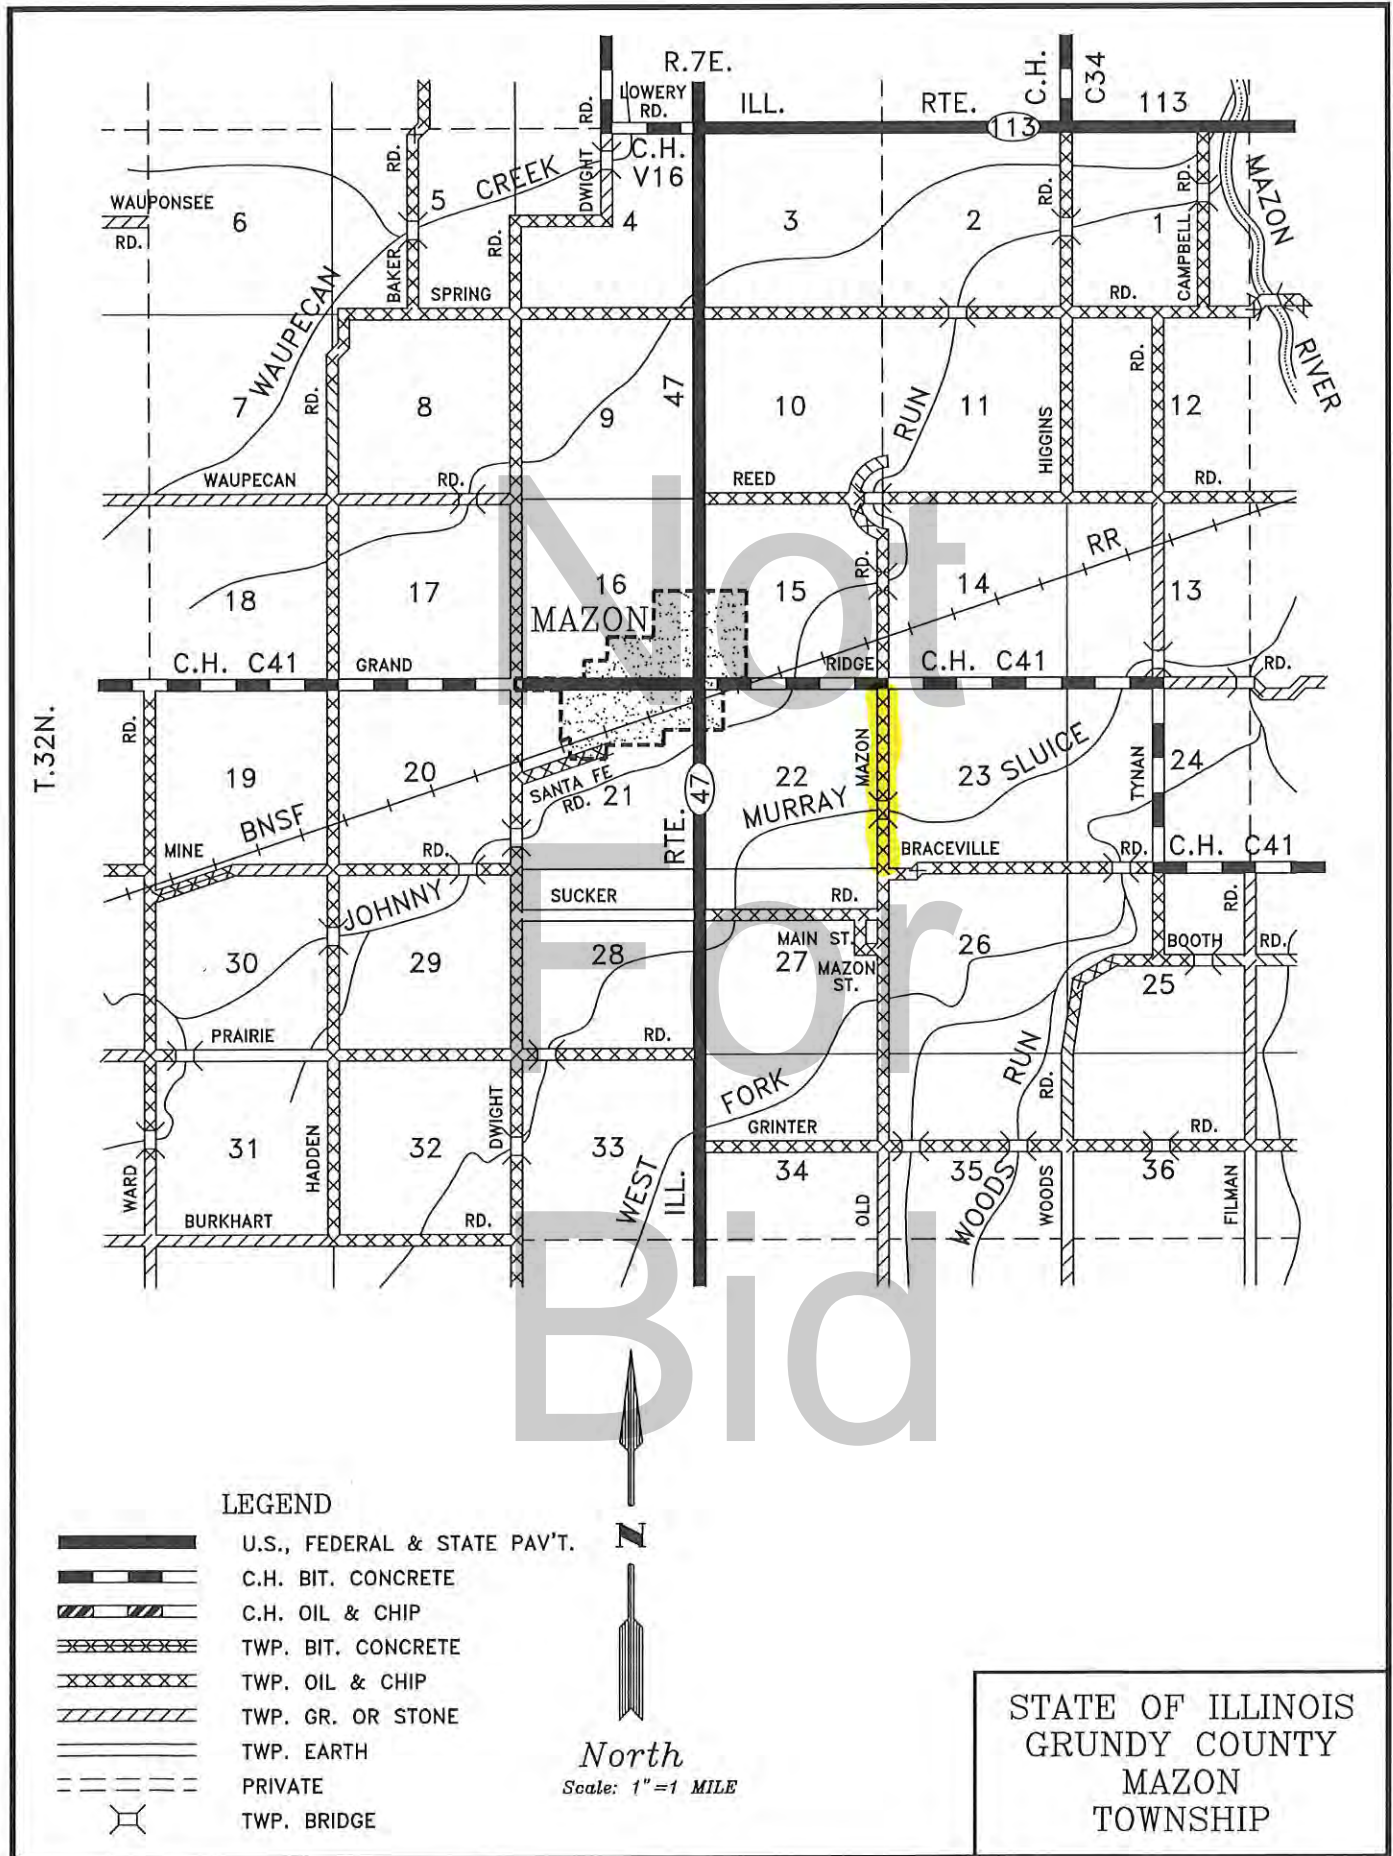 R.7E.
LOWERY
RD.
RD.
ILL.
RTE.
113
C.H.
C34
113
C.H.
V16
DWIGHT
CREEK
RD.
5
4
3
2
1
RD.
RD.
CAMPBELL
MAZON
WAUPONSEE
RD.
6
RD.
BAKER
SPRING
RD.
WAUPECAN
RIVER
7
RD.
8
9
47
10
RUN
11
HIGGINS
RD.
12
WAUPECAN
RD.
REED
RD.
Not
RR
18
17
16
MAZON
15
RD.
14
13
C.H. C41
GRAND
RIDGE
C.H. C41
RD.
T.32N.
RD.
19
20
SANTA FE
RD.
21
47
22
MAZON
23
SLUICE
TYNAN
24
BNSF
MURRAY
RTE.
MINE
RD.
BRACEVILLE
RD.
C.H. C41
JOHNNY
SUCKER
RD.
RD.
For
MAIN ST.
MAZON
ST.
30
29
28
27
26
BOOTH
RD.
25
PRAIRIE
RD.
RUN
RD.
FORK
GRINTER
RD.
DWIGHT
31
HADDEN
32
33
34
35
36
WARD
WEST
ILL.
OLD
WOODS
WOODS
FILMAN
BURKHART
RD.
Bid
LEGEND
U.S., FEDERAL & STATE PAV'T.
C.H. BIT. CONCRETE
C.H. OIL & CHIP
TWP. BIT. CONCRETE
TWP. OIL & CHIP
TWP. GR. OR STONE
TWP. EARTH
PRIVATE
TWP. BRIDGE
N
North
Scale: 1"=1 MILE
STATE OF ILLINOIS
GRUNDY COUNTY
MAZON
TOWNSHIP